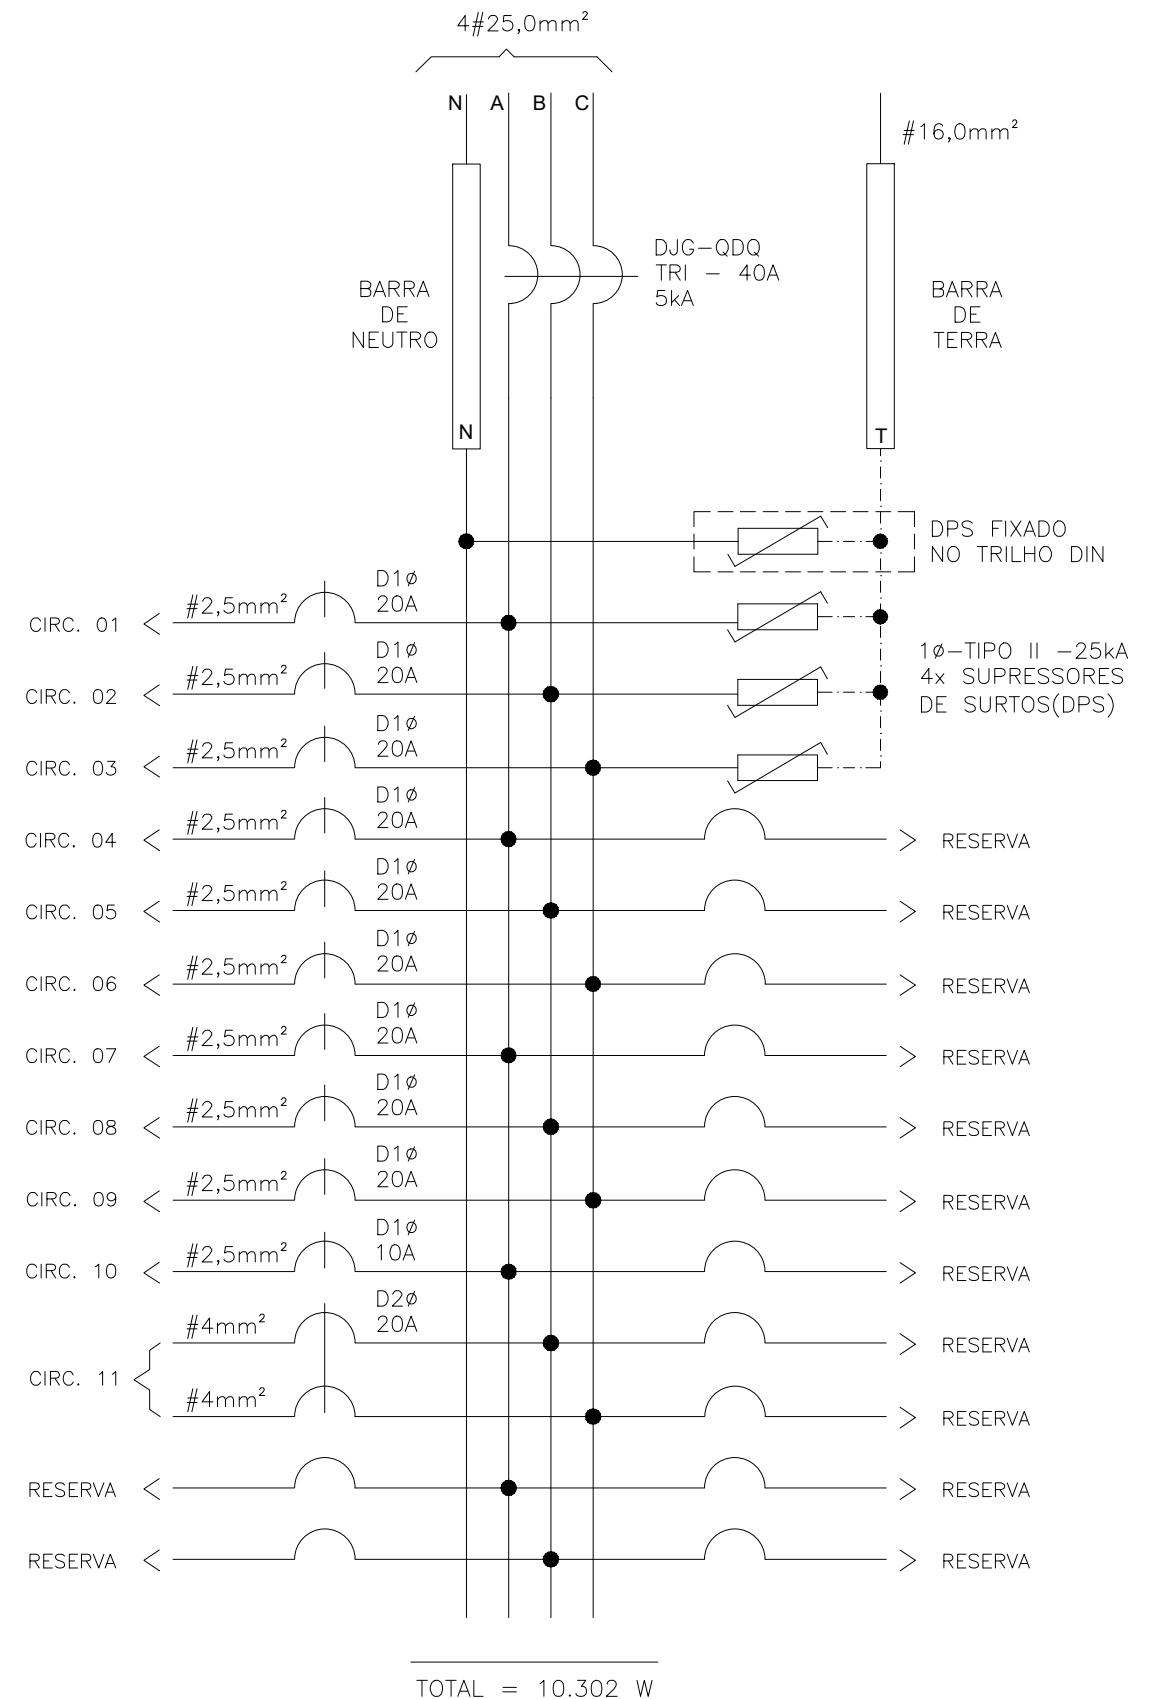 4#25,0mm²
N A B C
#16,0mm²
DJG-QDQ
TRI - 40A
5kA
BARRA
DE
NEUTRO
BARRA
DE
TERRA
N
T
DPS FIXADO
NO TRILHO DIN
D1ø
20A
#2,5mm²
CIRC. 01
1ø-TIPO II -25kA
4x SUPRESSORES
DE SURTOS(DPS)
D1ø
20A
#2,5mm²
CIRC. 02
D1ø
20A
#2,5mm²
CIRC. 03
D1ø
20A
#2,5mm²
CIRC. 04
RESERVA
D1ø
20A
#2,5mm²
CIRC. 05
RESERVA
D1ø
20A
#2,5mm²
CIRC. 06
RESERVA
D1ø
20A
#2,5mm²
CIRC. 07
RESERVA
D1ø
20A
#2,5mm²
CIRC. 08
RESERVA
D1ø
20A
#2,5mm²
CIRC. 09
RESERVA
D1ø
10A
#2,5mm²
CIRC. 10
RESERVA
D2ø
20A
#4mm²
RESERVA
CIRC. 11
#4mm²
RESERVA
RESERVA
RESERVA
RESERVA
RESERVA
TOTAL = 10.302 W